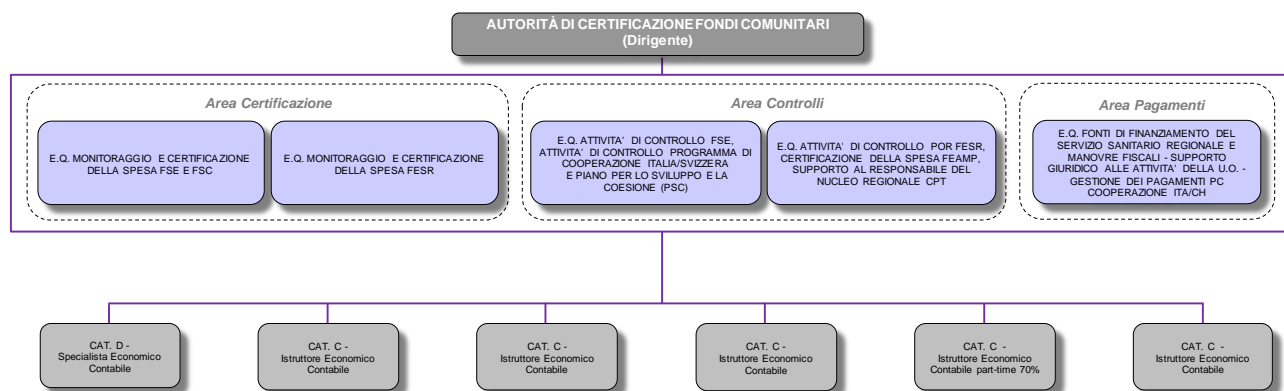 AUTORITÀ DI CERTIFICAZIONE FONDI COMUNITARI
(Dirigente)
Area Certificazione
E.Q. MONITORAGGIO E CERTIFICAZIONE
DELLA SPESA FSE e FSC
E.Q. MONITORAGGIO E CERTIFICAZIONE
DELLA SPESA FESR
Area Controlli
E.Q. ATTIVITA' DI CONTROLLO FSE,
ATTIVITA' DI CONTROLLO PROGRAMMA DI
COOPERAZIONE ITALIA/SVIZZERA
E PIANO PER LO SVILUPPO E LA
COESIONE (PSC)
E.Q. ATTIVITA' DI CONTROLLO POR FESR,
CERTIFICAZIONE DELLA SPESA FEAMP,
SUPPORTO AL RESPONSABILE DEL
NUCLEO REGIONALE CPT
Area Pagamenti
E.Q. FONTI DI FINANZIAMENTO DEL
SERVIZIO SANITARIO REGIONALE E
MANOVRE FISCALI - SUPPORTO
GIURIDICO ALLE ATTIVITA' DELLA U.O. -
GESTIONE DEI PAGAMENTI PC
COOPERAZIONE ITA/CH
CAT. D -
Specialista Economico
Contabile
CAT. C -
Istruttore Economico
Contabile
CAT. C -
Istruttore Economico
Contabile
CAT. C -
Istruttore Economico
Contabile
CAT. C -
Istruttore Economico
Contabile part-time 70%
CAT. C -
Istruttore Economico
Contabile